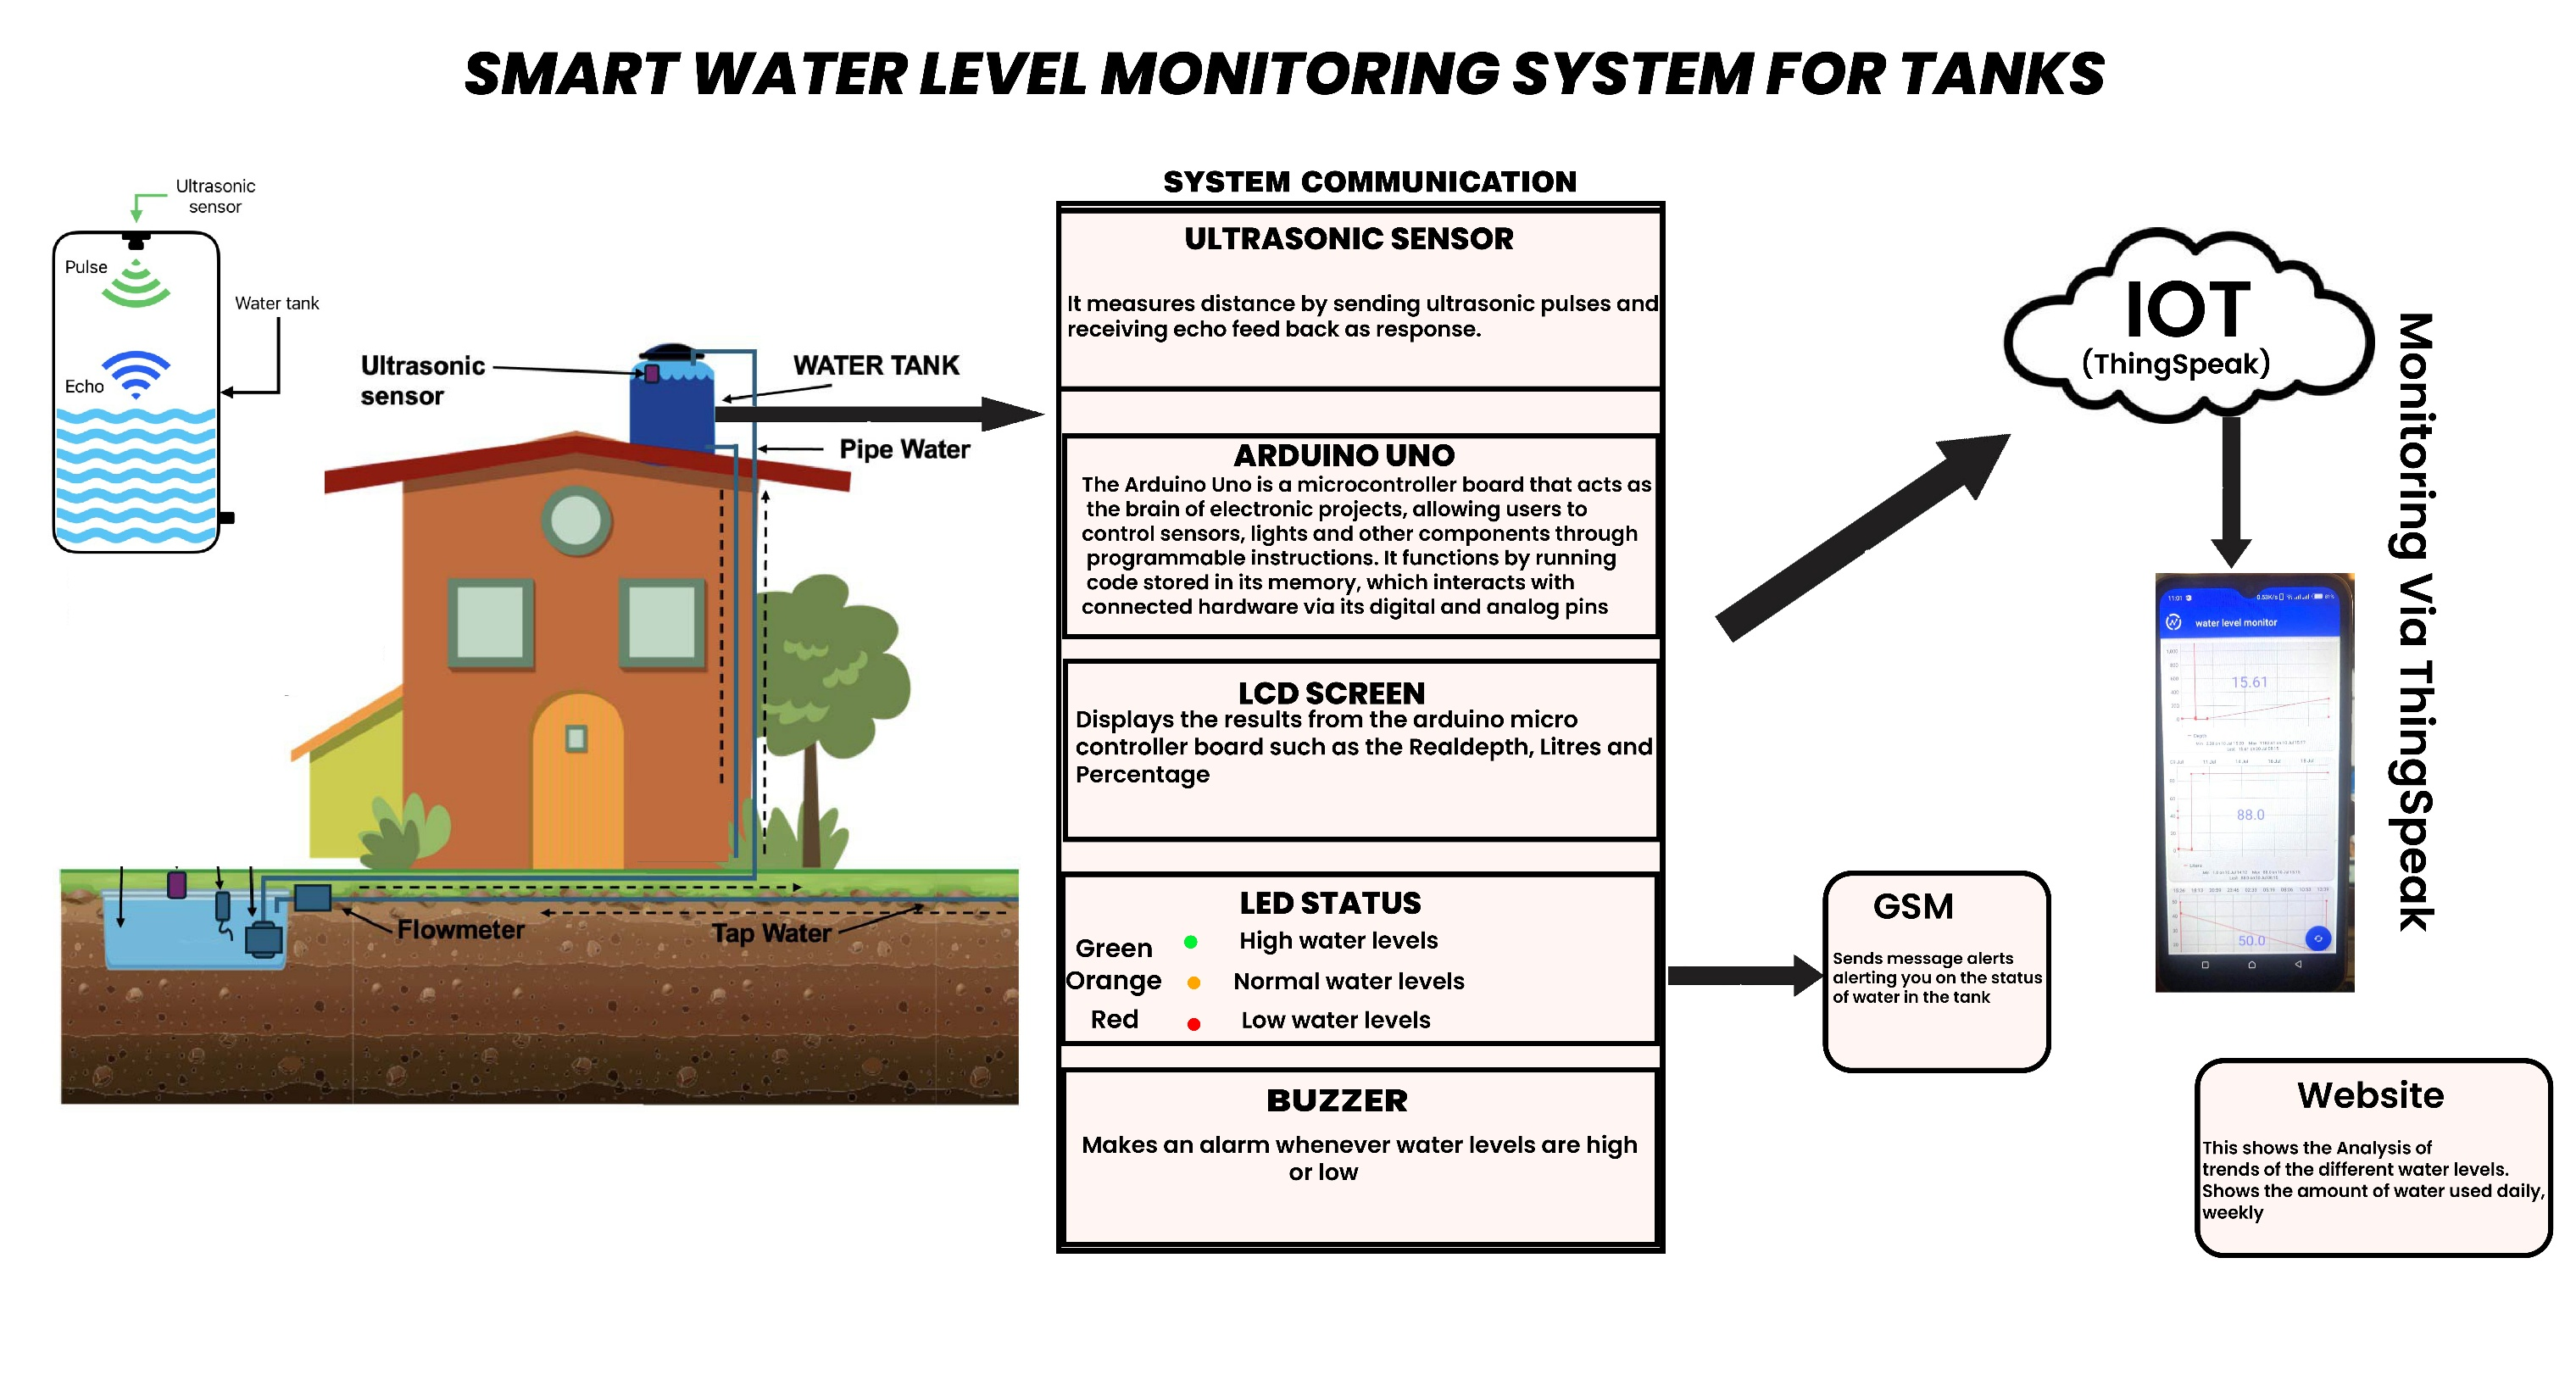 SMART WATER LEVEL MONITORING SYSTEM FOR TANKS
Ultrasonic
sensor
Pulse
Water tank
Echo
Ultrasonic
sensor
WATER TANK
Pipe Water
Flowmeter
Tap Water
SYSTEM COMMUNICATION
ULTRASONIC SENSOR
It measures distance by sending ultrasonic pulses and
receiving echo feed back as response.
ARDUINO UNO
The Arduino Uno is a microcontroller board that acts as
the brain of electronic projects, allowing users to
control sensors, lights and other components through
programmable instructions. It functions by running
code stored in its memory, which interacts with
connected hardware via its digital and analog pins
LCD SCREEN
Displays the results from the arduino micro
controller board such as the Realdepth, Litres and
Percentage
LED STATUS
Green High water levels
Orange Normal water levels
Red Low water levels
BUZZER
Makes an alarm whenever water levels are high
or low
GSM
Sends message alerts
alerting you on the status
of water in the tank
IOT
(ThingSpeak)
Monitoring Via ThingSpeak
11:01
water level monitor
15.61
88.0
50.0
Website
This shows the Analysis of
trends of the different water levels.
Shows the amount of water used daily,
weekly